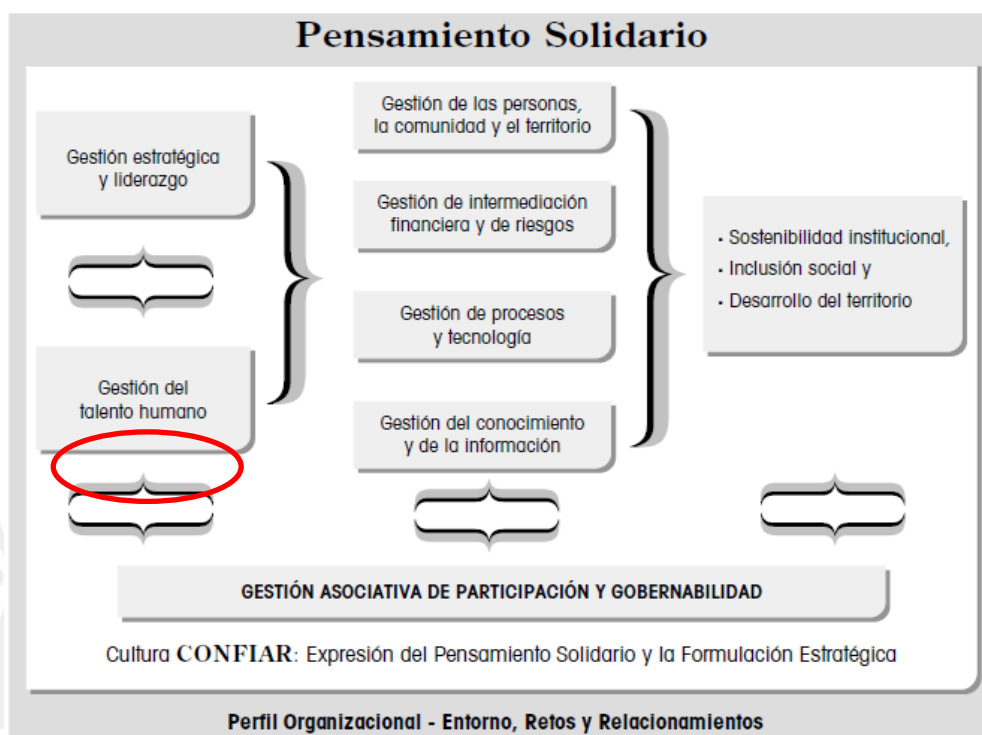 Pensamiento Solidario
Gestión estratégica
y liderazgo
Gestión del
talento humano
Gestión de las personas,
la comunidad y el territorio
Gestión de intermediación
financiera y de riesgos
Gestión de procesos
y tecnología
Gestión del conocimiento
y de la información
• Sostenibilidad institucional,
• Inclusión social y
• Desarrollo del territorio
GESTIÓN ASOCIATIVA DE PARTICIPACIÓN Y GOBERNABILIDAD
Cultura CONFIAR: Expresión del Pensamiento Solidario y la Formulación Estratégica
Perfil Organizacional - Entorno, Retos y Relacionamientos